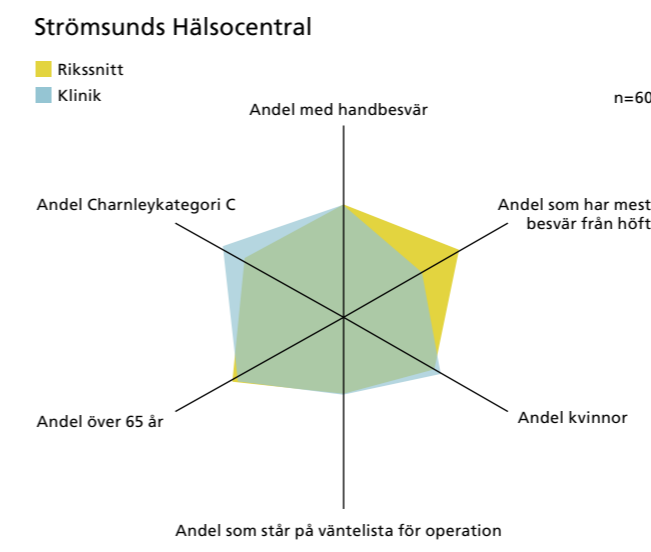 Strömsunds Hälsocentral
Rikssnitt
Klinik
n=60
Andel med handbesvär
Andel Charnleykategori C
Andel som har mest
besvär från höft
Andel över 65 år
Andel kvinnor
Andel som står på väntelista för operation